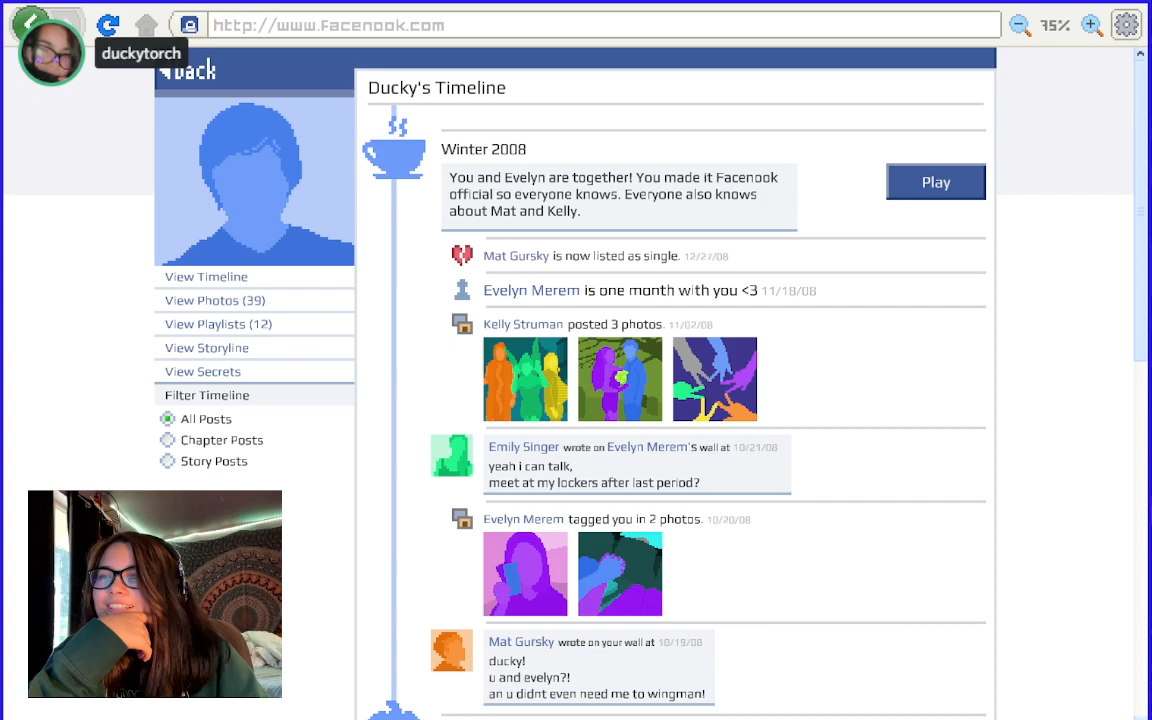 http://www.facenook.com
75%
duckytorch
Back
Ducky's Timeline
Winter 2008
You and Evelyn are together! You made it Facenook
official so everyone knows. Everyone also knows
about Mat and Kelly.
Play
Mat Gursky is now listed as single. 12/27/08
Evelyn Merem is one month with you <3 11/18/08
Kelly Struman posted 3 photos. 11/02/08
Emily Singer wrote on Evelyn Merem's wall at 10/21/08
yeah i can talk,
meet at my lockers after last period?
Evelyn Merem tagged you in 2 photos. 10/20/08
Mat Gursky wrote on your wall at 10/19/08
ducky!
u and evelyn?!
an u didnt even need me to wingman!
View Timeline
View Photos (39)
View Playlists (12)
View Storyline
View Secrets
Filter Timeline
All Posts
Chapter Posts
Story Posts